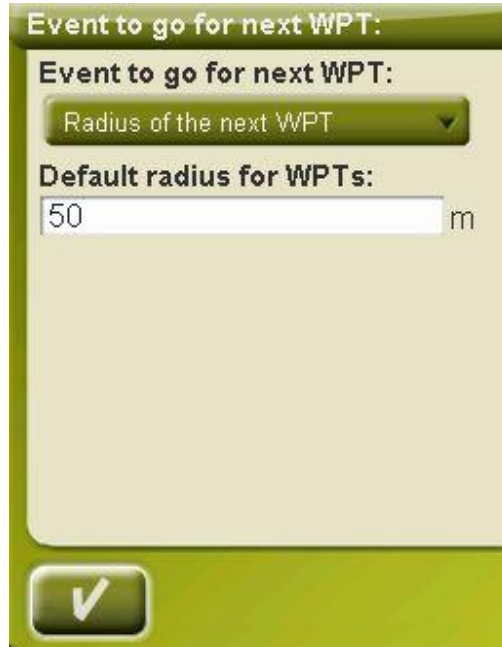 Event to go for next WPT:
Event to go for next WPT:
Radius of the next WPT
Default radius for WPTs:
50 m